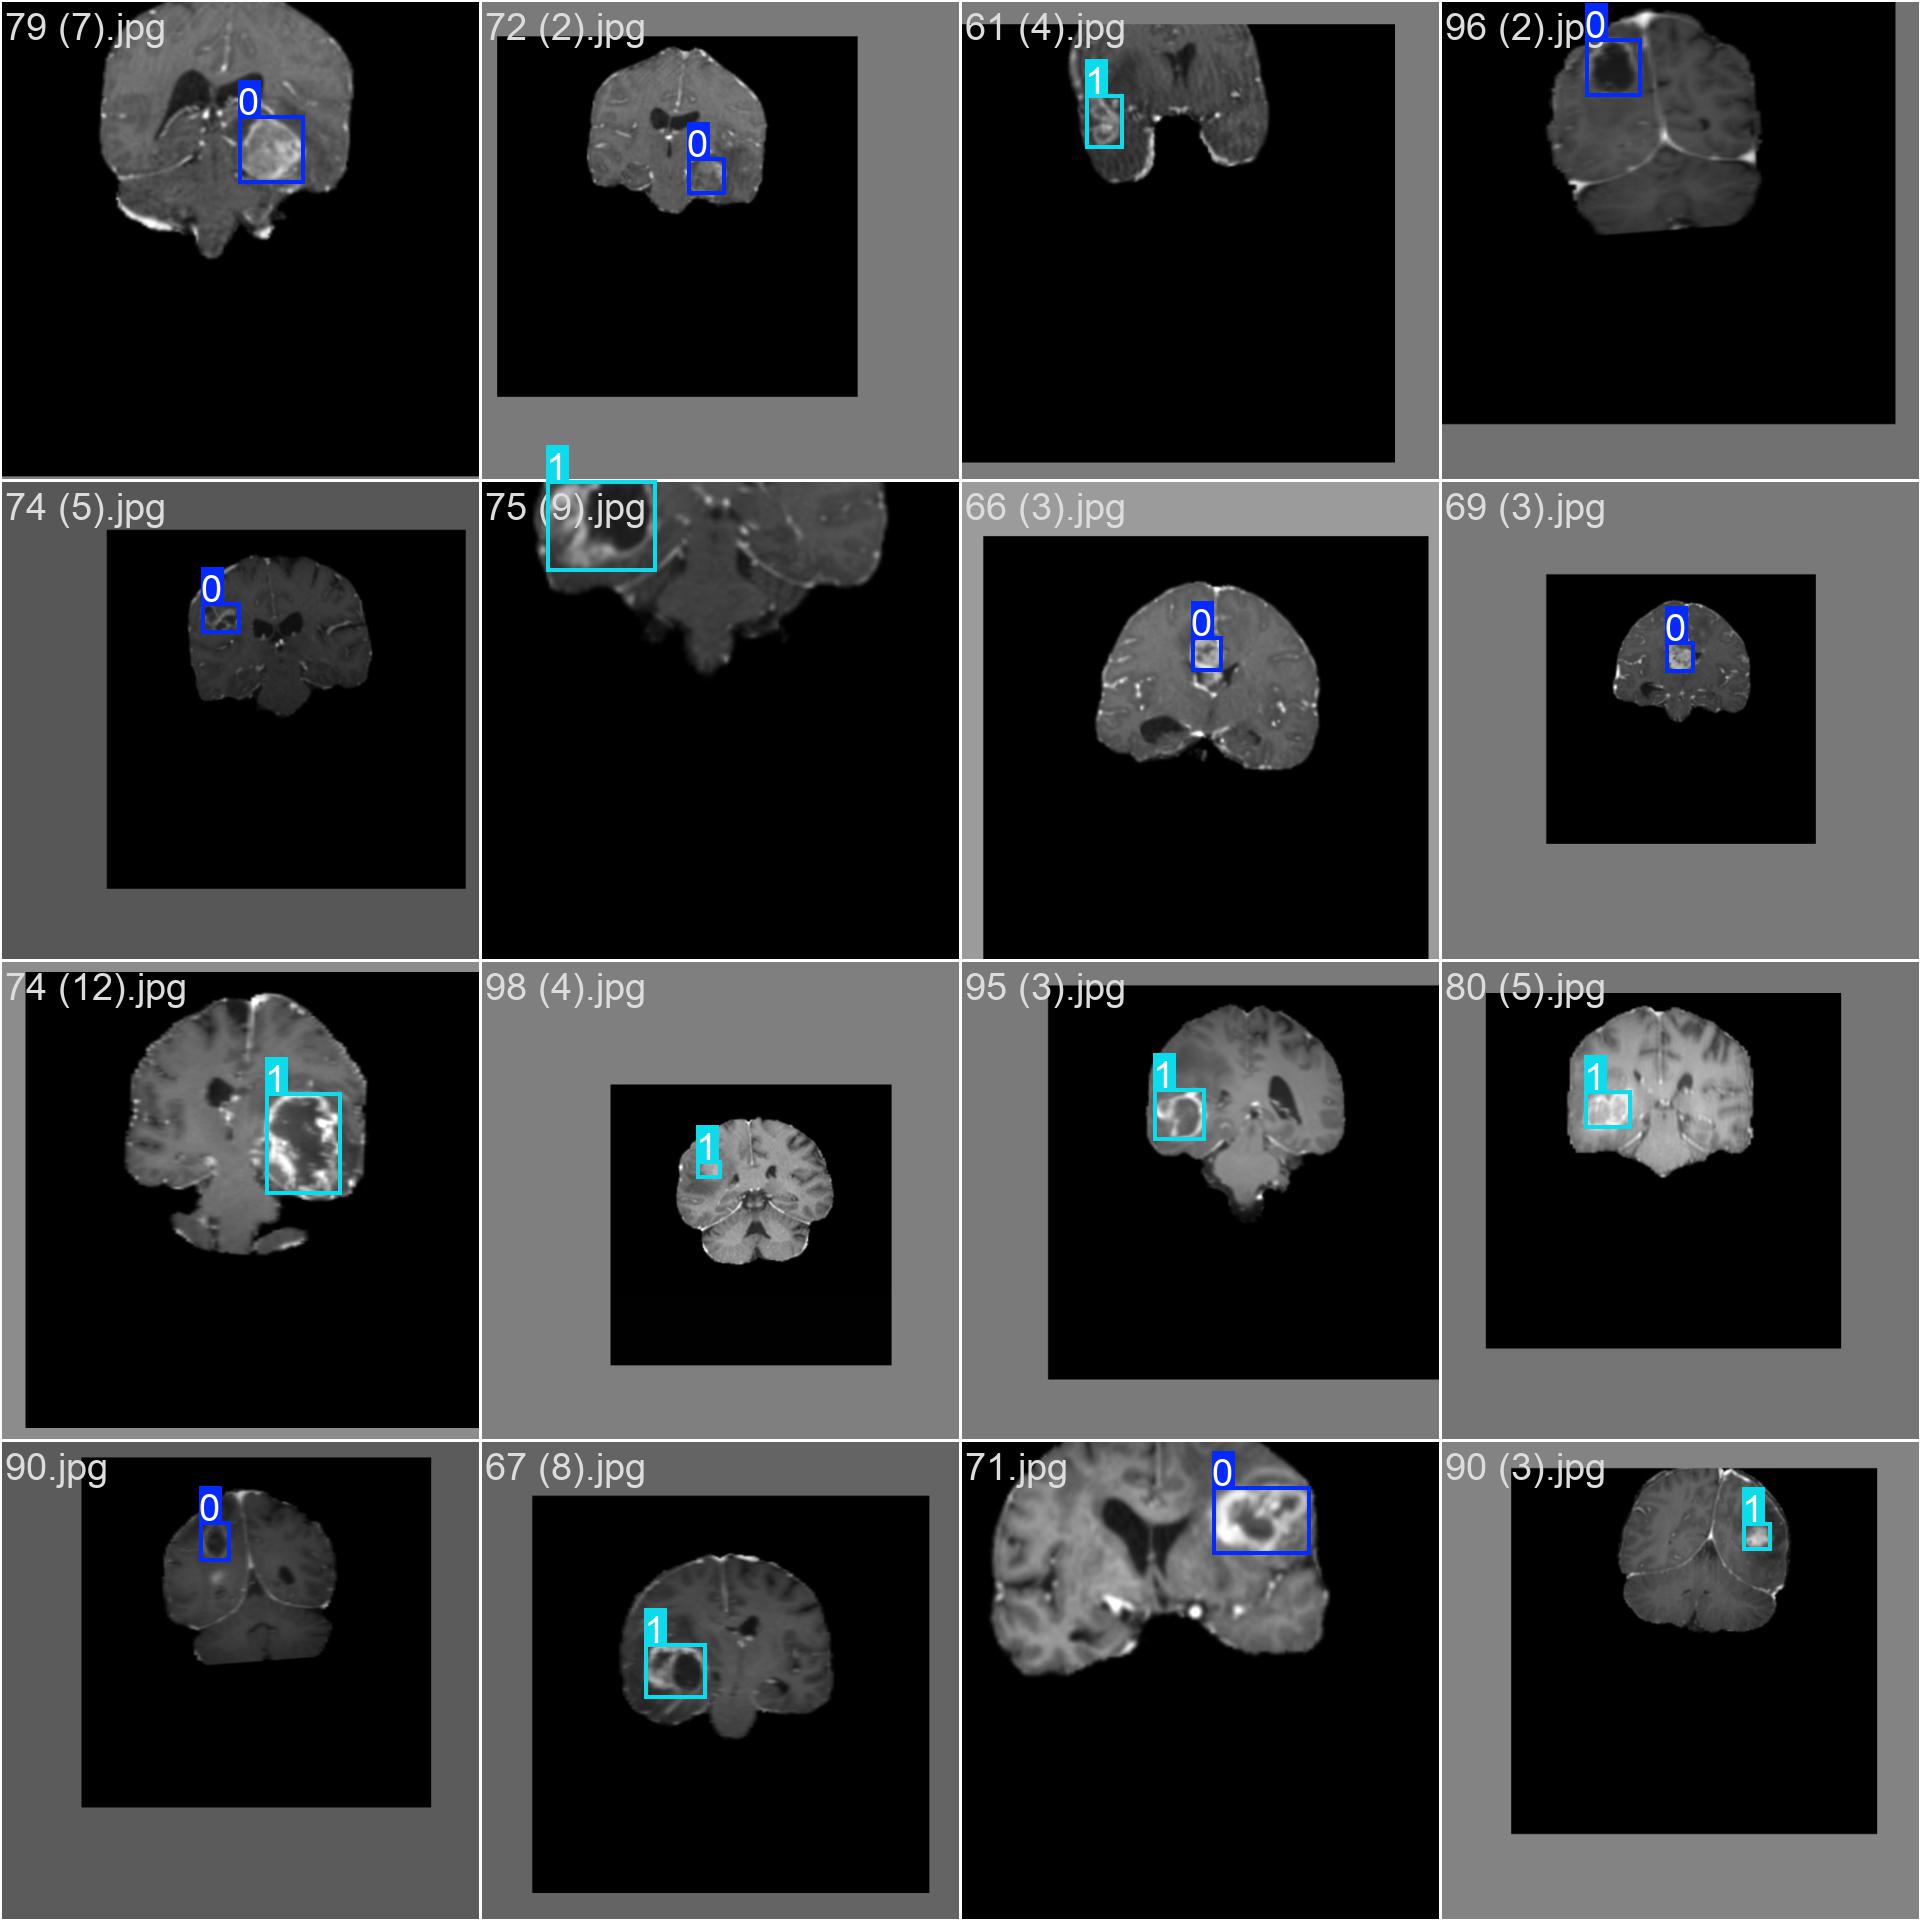 79 (7).jpg
0
72 (2).jpg
0
61 (4).jpg
1
96 (2).jpg
0
74 (5).jpg
0
75 (9).jpg
1
66 (3).jpg
0
69 (3).jpg
0
74 (12).jpg
1
98 (4).jpg
1
95 (3).jpg
1
80 (5).jpg
1
90.jpg
0
67 (8).jpg
1
71.jpg
0
90 (3).jpg
1